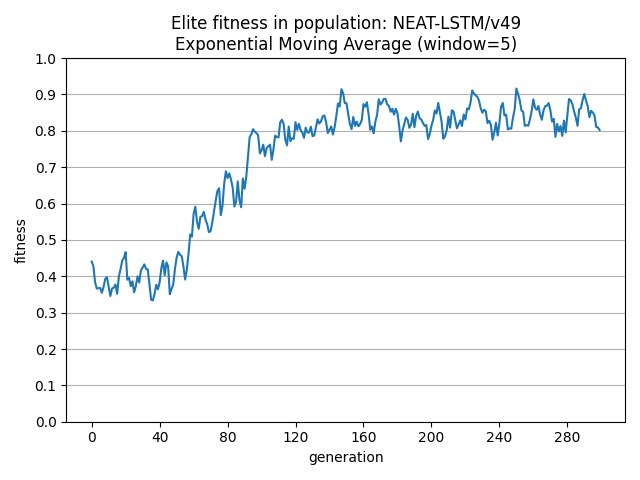 Elite fitness in population: NEAT-LSTM/v49
Exponential Moving Average (window=5)
1.0
0.9
0.8
0.7
0.6
0.5
0.4
0.3
0.2
0.1
0.0
fitness
0 40 80 120 160 200 240 280
generation